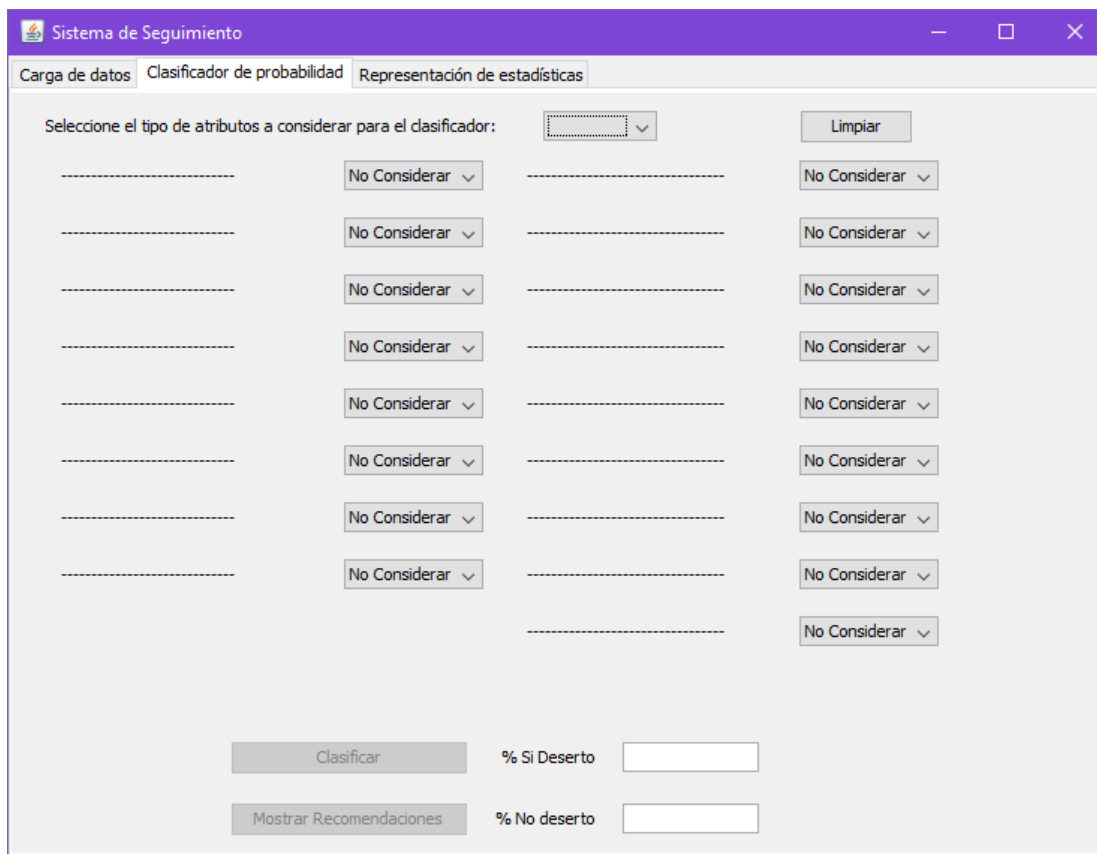 Sistema de Seguimiento
Carga de datos Clasificador de probabilidad Representación de estadísticas
Seleccione el tipo de atributos a considerar para el clasificador: Limpiar
----------------------------- No Considerar --------------------------------- No Considerar
----------------------------- No Considerar --------------------------------- No Considerar
----------------------------- No Considerar --------------------------------- No Considerar
----------------------------- No Considerar --------------------------------- No Considerar
----------------------------- No Considerar --------------------------------- No Considerar
----------------------------- No Considerar --------------------------------- No Considerar
----------------------------- No Considerar --------------------------------- No Considerar
----------------------------- No Considerar --------------------------------- No Considerar
--------------------------------- No Considerar
Clasificar % Si Deserto
Mostrar Recomendaciones % No deserto